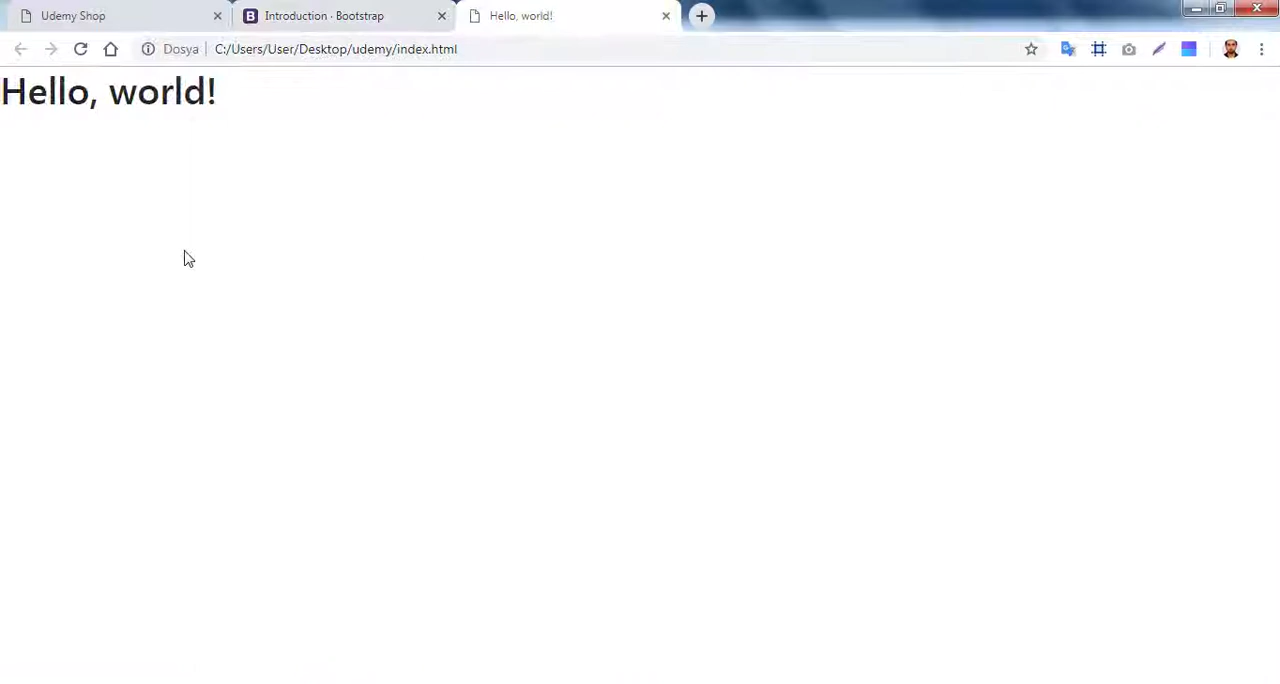 Udemy Shop
Introduction · Bootstrap
Hello, world!
Dosya
C:/Users/User/Desktop/udemy/index.html
Hello, world!